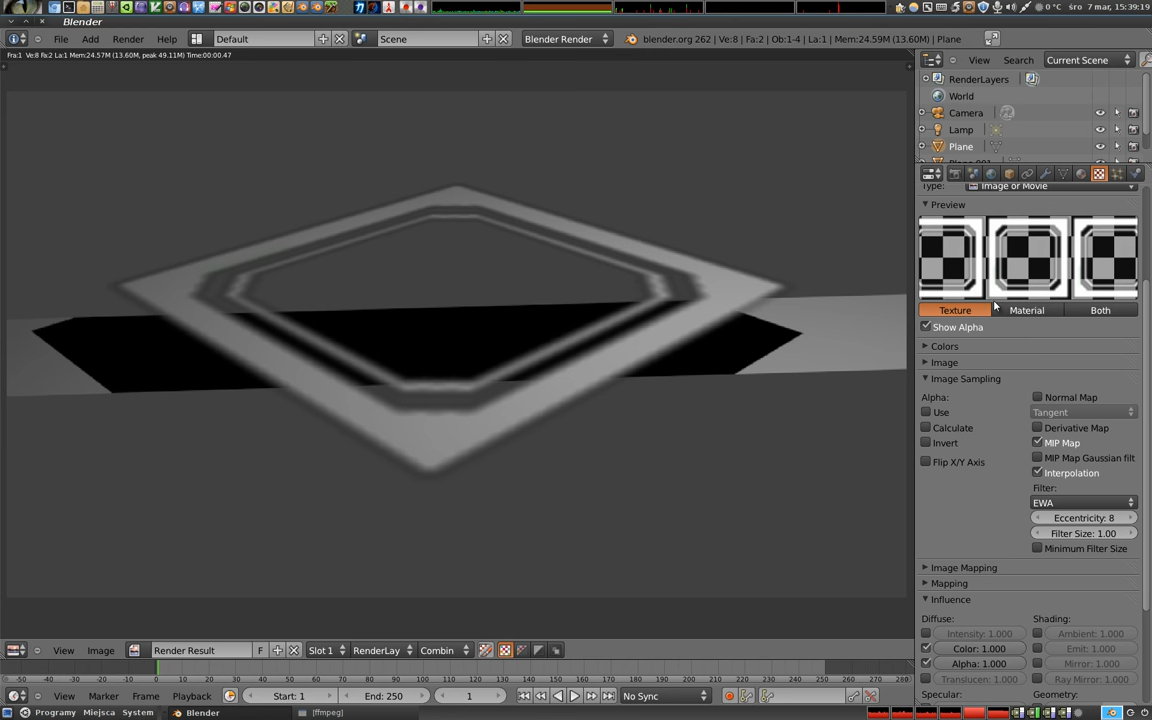 0 °C śro 7 mar, 15:39:19
Blender
File Add Render Help Default Scene Blender Render blender.org 262 | Ve:8 | Fa:2 | Ob:1-4 | La:1 | Mem:24.59M (13.60M) | Plane
Fra:1 Ve:8 Fa:2 La:1 Mem:24.57M (13.60M, peak 49.11M) Time:00:00.47
View Search Current Scene
RenderLayers
World
Camera
Lamp
Plane
Type: Image or Movie
Preview
Texture Material Both
Show Alpha
Colors
Image
Image Sampling
Alpha: Normal Map
Use Tangent
Calculate Derivative Map
Invert MIP Map
MIP Map Gaussian filt
Flip X/Y Axis Interpolation
Filter:
EWA
Eccentricity: 8
Filter Size: 1.00
Minimum Filter Size
Image Mapping
Mapping
Influence
Diffuse: Shading:
Intensity: 1.000 Ambient: 1.000
Color: 1.000 Emit: 1.000
Alpha: 1.000 Mirror: 1.000
Translucen: 1.000 Ray Mirror: 1.000
Specular: Geometry:
View Image Render Result F Slot 1 RenderLay Combin
-50 -40 -30 -20 -10 0 10 20 30 40 50 60 70 80 90 100 110 120 130 140 150 160 170 180 190 200 210 220 230 240 250 260 270 280
View Marker Frame Playback Start: 1 End: 250 1 No Sync
Programy Miejsca System Blender [ffmpeg]